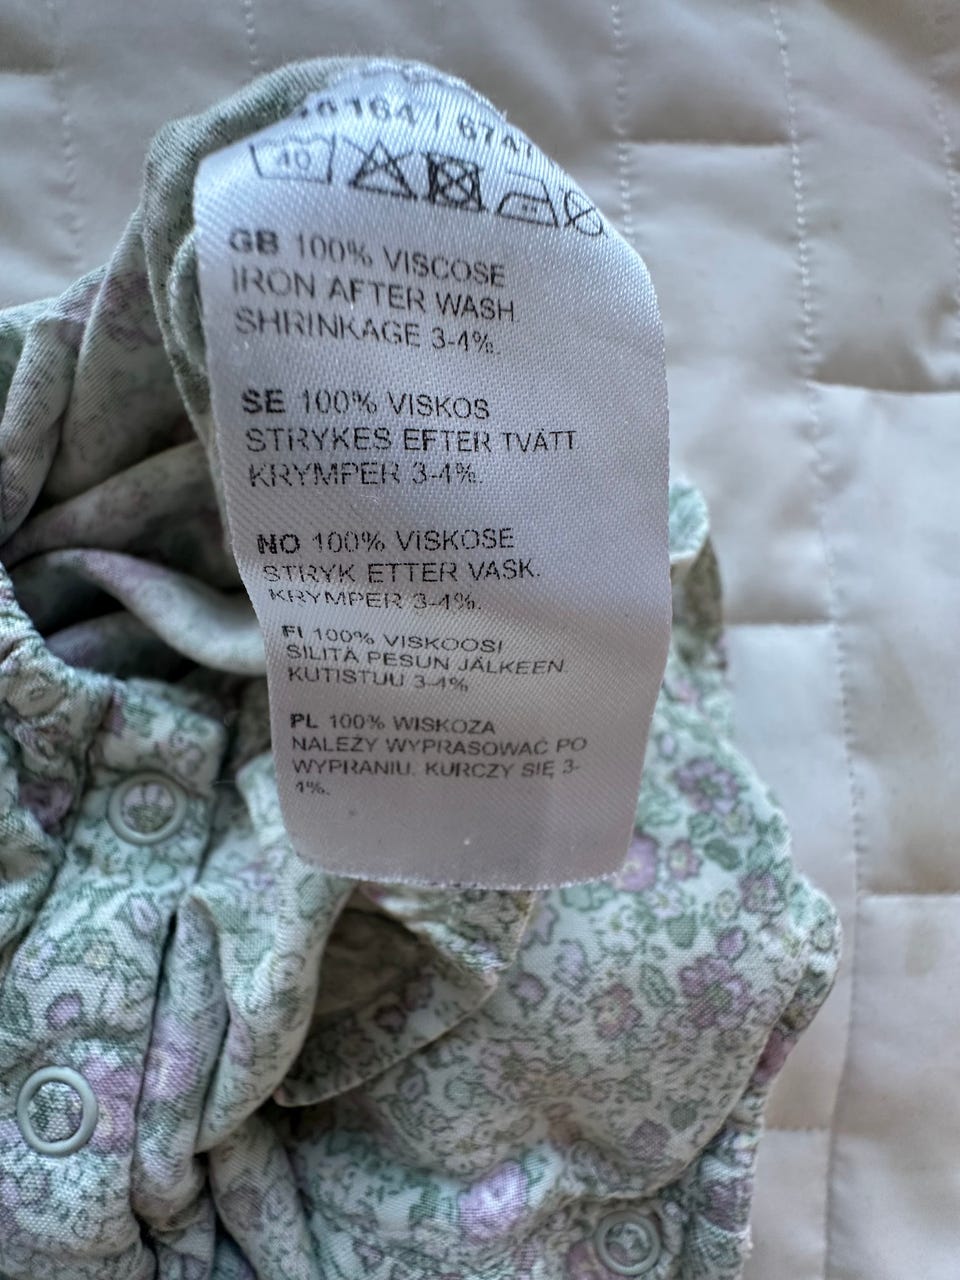 40
GB 100% VISCOSE
IRON AFTER WASH.
SHRINKAGE 3-4%.
SE 100% VISKOS
STRYKES EFTER TVÄTT
KRYMPER 3-4%.
NO 100% VISKOSE
STRYK ETTER VASK.
KRYMPER 3-4%.
FI 100% VISKOOSI
SILITÄ PESUN JÄLKEEN.
KUTISTUU 3-4%
PL 100% WISKOZA
NALEŻY WYPRASOWAĆ PO
WYPRANIU. KURCZY SIĘ 3-
4%.